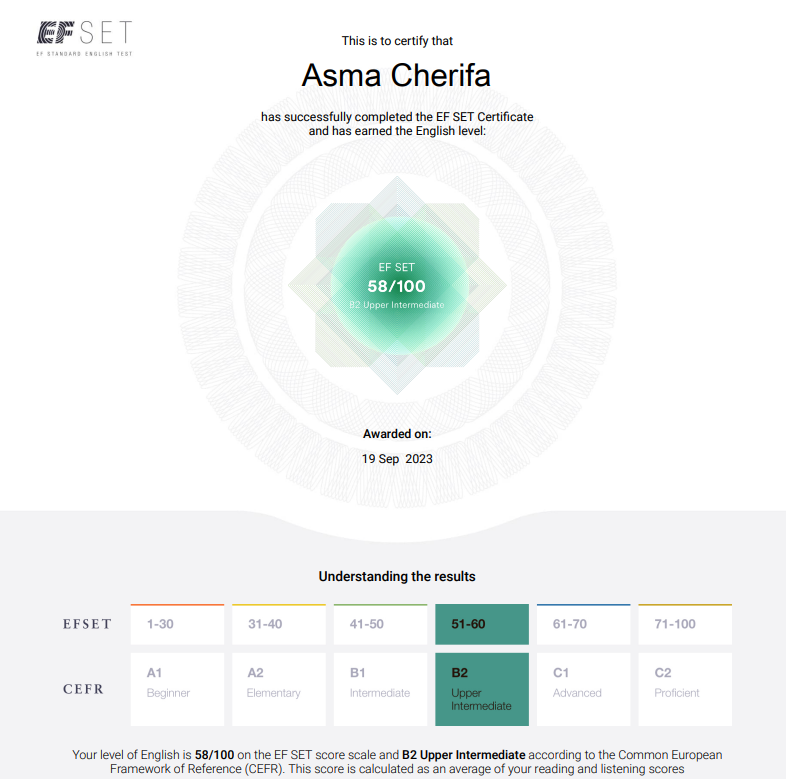 EFSET
EF STANDARD ENGLISH TEST
This is to certify that
Asma Cherifa
has successfully completed the EF SET Certificate
and has earned the English level:
EF SET
58/100
B2 Upper Intermediate
Awarded on:
19 Sep 2023
Understanding the results
EFSET 1-30 31-40 41-50 51-60 61-70 71-100
CEFR
A1 A2 B1 B2 C1 C2
Beginner Elementary Intermediate Upper Intermediate Advanced Proficient
Your level of English is 58/100 on the EF SET score scale and B2 Upper Intermediate according to the Common European
Framework of Reference (CEFR). This score is calculated as an average of your reading and listening scores